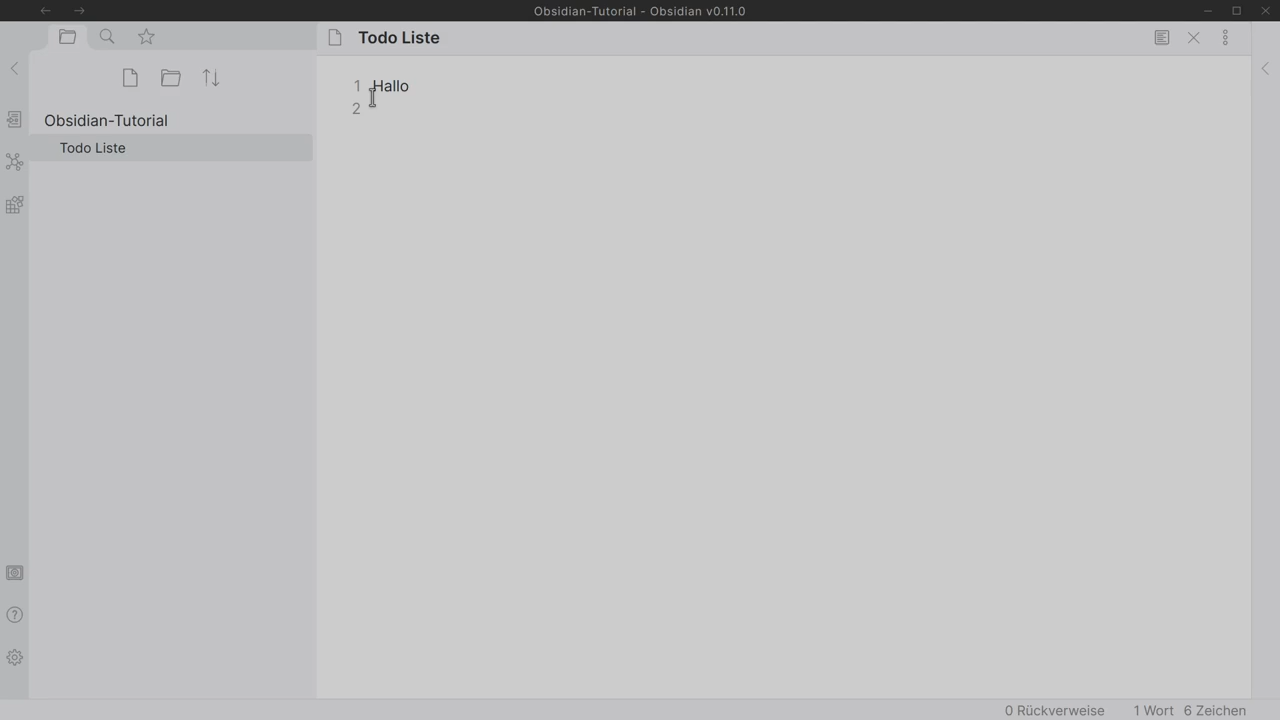 Obsidian-Tutorial - Obsidian v0.11.0
Todo Liste
Obsidian-Tutorial
Todo Liste
1 Hallo
2
0 Rückverweise 1 Wort 6 Zeichen